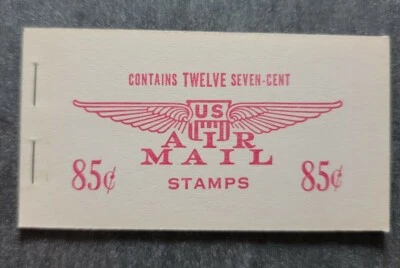 CONTAINS TWELVE SEVEN-CENT
US
AIR
MAIL
85¢ STAMPS 85¢